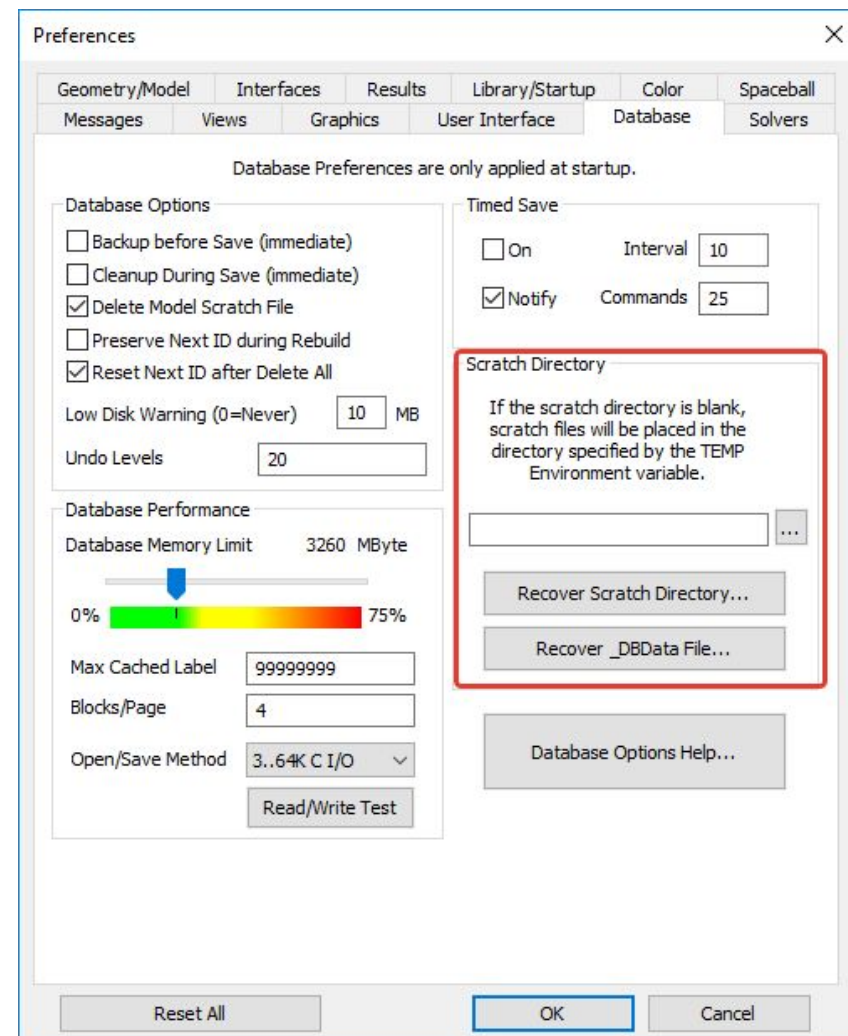 Preferences
Geometry/Model Interfaces Results Library/Startup Color Spaceball
Messages Views Graphics User Interface Database Solvers
Database Preferences are only applied at startup.
Database Options
Backup before Save (immediate)
Cleanup During Save (immediate)
Delete Model Scratch File
Preserve Next ID during Rebuild
Reset Next ID after Delete All
Low Disk Warning (0=Never) 10 MB
Undo Levels 20
Database Performance
Database Memory Limit 3260 MByte
0% 75%
Max Cached Label 99999999
Blocks/Page 4
Open/Save Method 3..64K C I/O
Read/Write Test
Timed Save
On Interval 10
Notify Commands 25
Scratch Directory
If the scratch directory is blank,
scratch files will be placed in the
directory specified by the TEMP
Environment variable.
...
Recover Scratch Directory...
Recover _DBData File...
Database Options Help...
Reset All OK Cancel